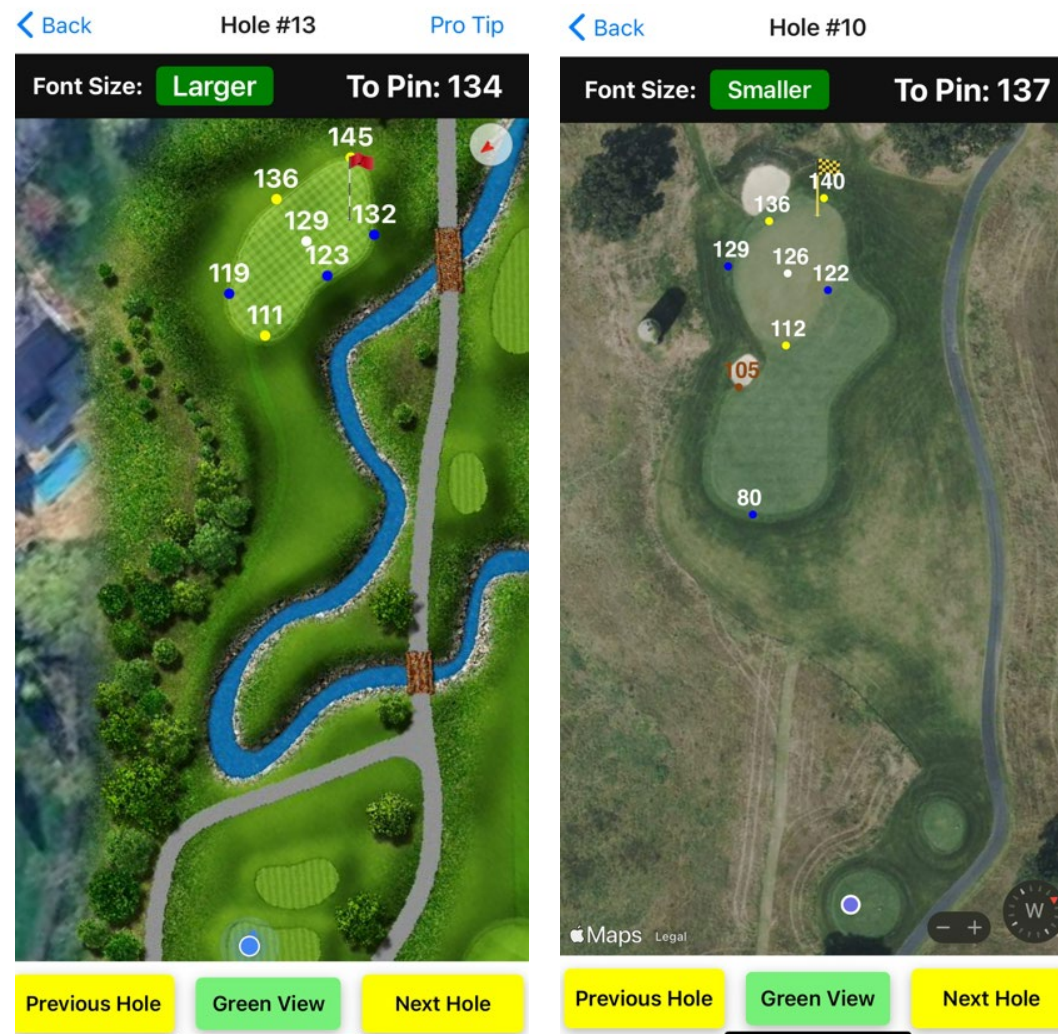 Back Hole #13 Pro Tip
Font Size: Larger To Pin: 134
145
136
129
132
123
119
111
Previous Hole Green View Next Hole
Back Hole #10
Font Size: Smaller To Pin: 137
140
136
129
126
122
112
105
80
W
Maps Legal
Previous Hole Green View Next Hole